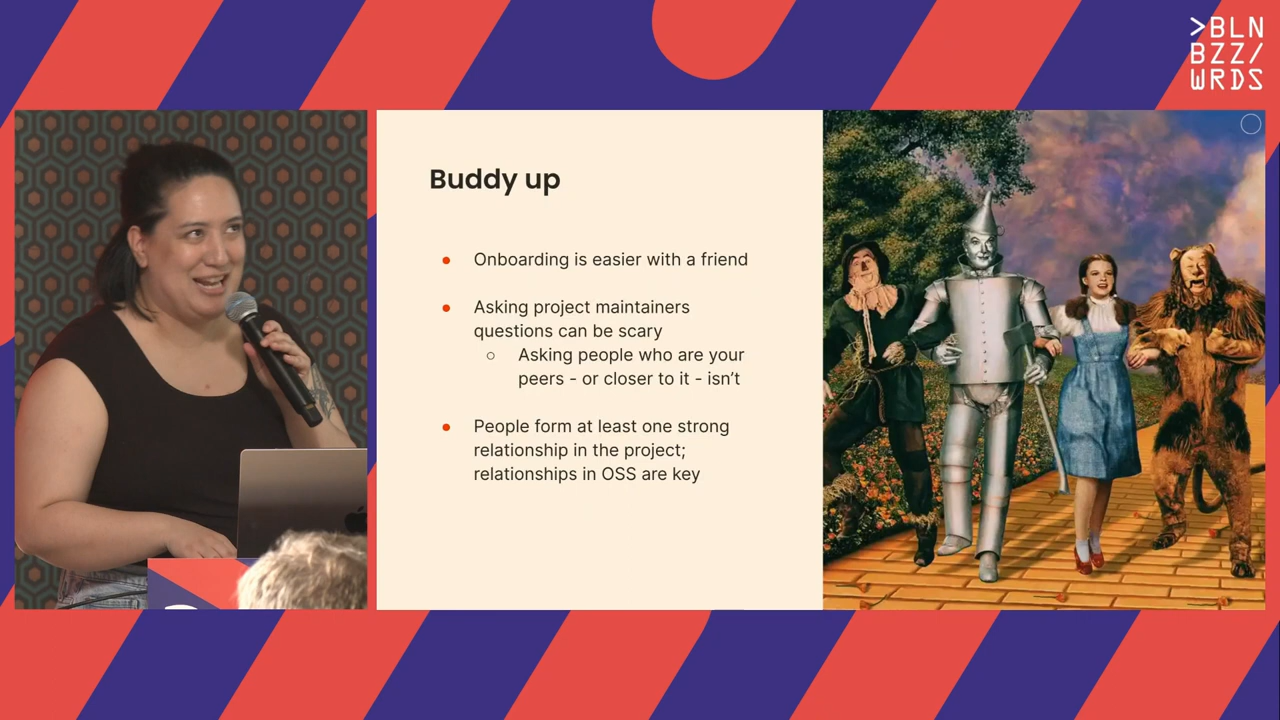 >BLN
BZZ/
WRDS
Buddy up
Onboarding is easier with a friend
Asking project maintainers
questions can be scary
Asking people who are your
peers - or closer to it - isn't
People form at least one strong
relationship in the project;
relationships in OSS are key